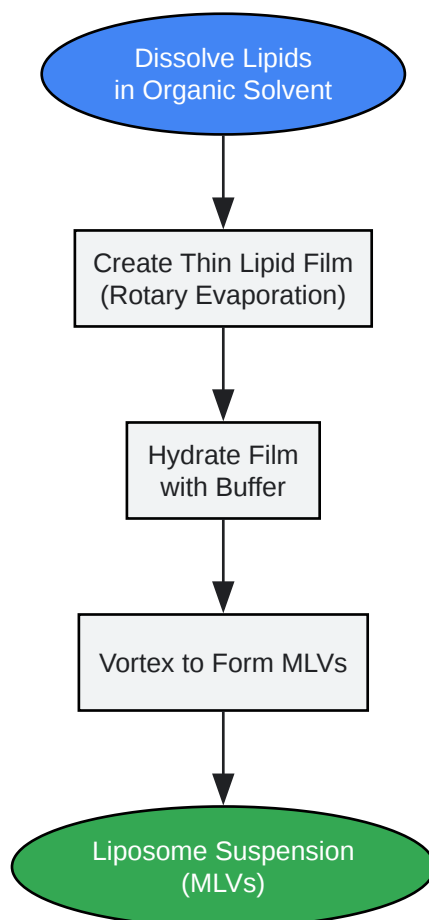 Dissolve Lipids
in Organic Solvent
Create Thin Lipid Film
(Rotary Evaporation)
Hydrate Film
with Buffer
Vortex to Form MLVs
Liposome Suspension
(MLVs)